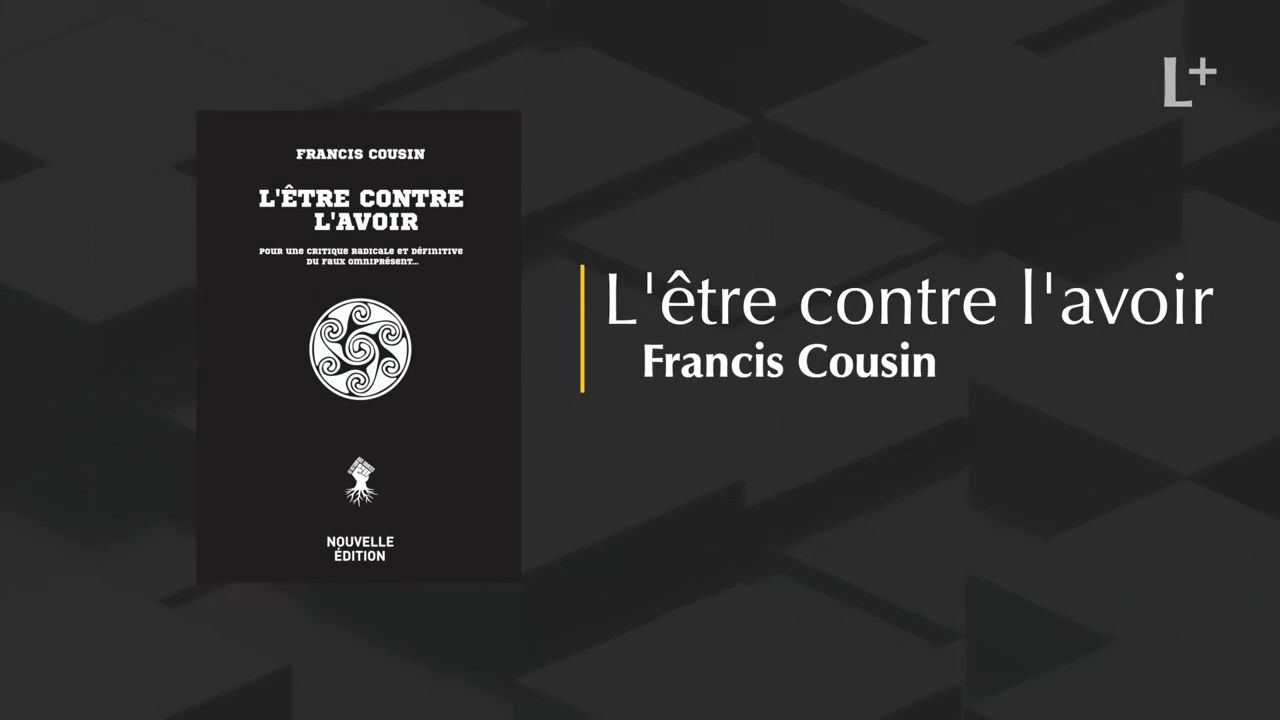 FRANCIS COUSIN
L'ÊTRE CONTRE
L'AVOIR
POUR UNE CRITIQUE RADICALE ET DÉFINITIVE
DU FAUX OMNIPRÉSENT...
NOUVELLE
ÉDITION
L'être contre l'avoir
Francis Cousin
L+